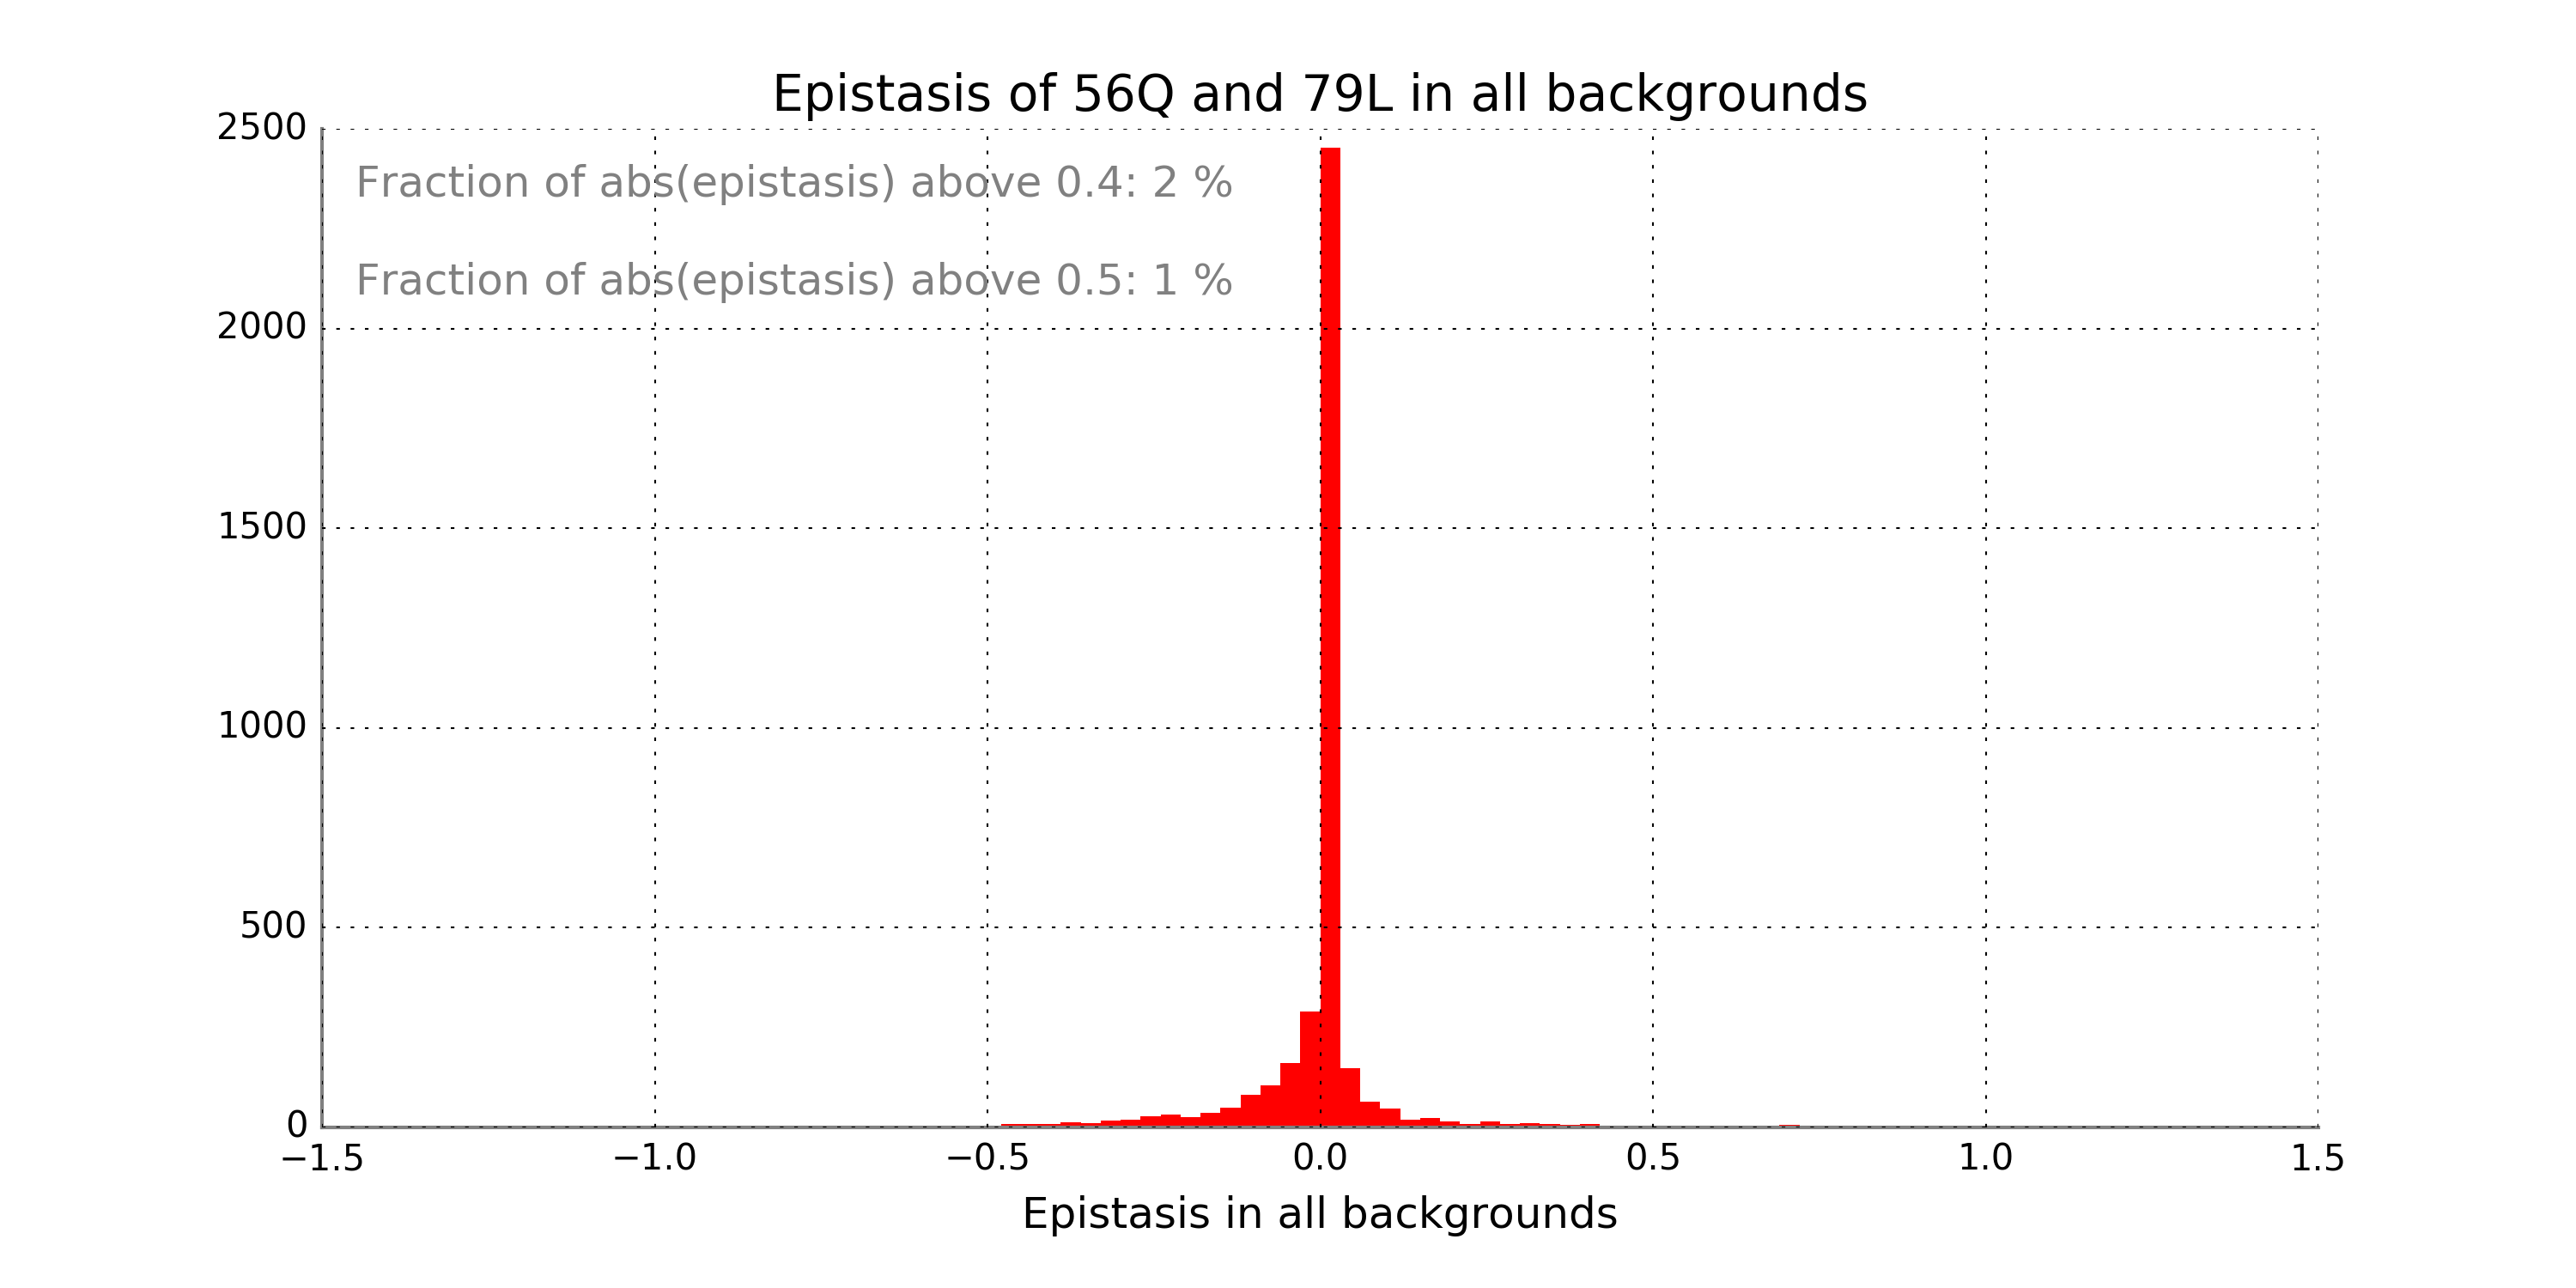 Epistasis of 56Q and 79L in all backgrounds
2500
Fraction of abs(epistasis) above 0.4: 2 %
Fraction of abs(epistasis) above 0.5: 1 %
2000
1500
1000
500
0
−1.5 −1.0 −0.5 0.0 0.5 1.0 1.5
Epistasis in all backgrounds